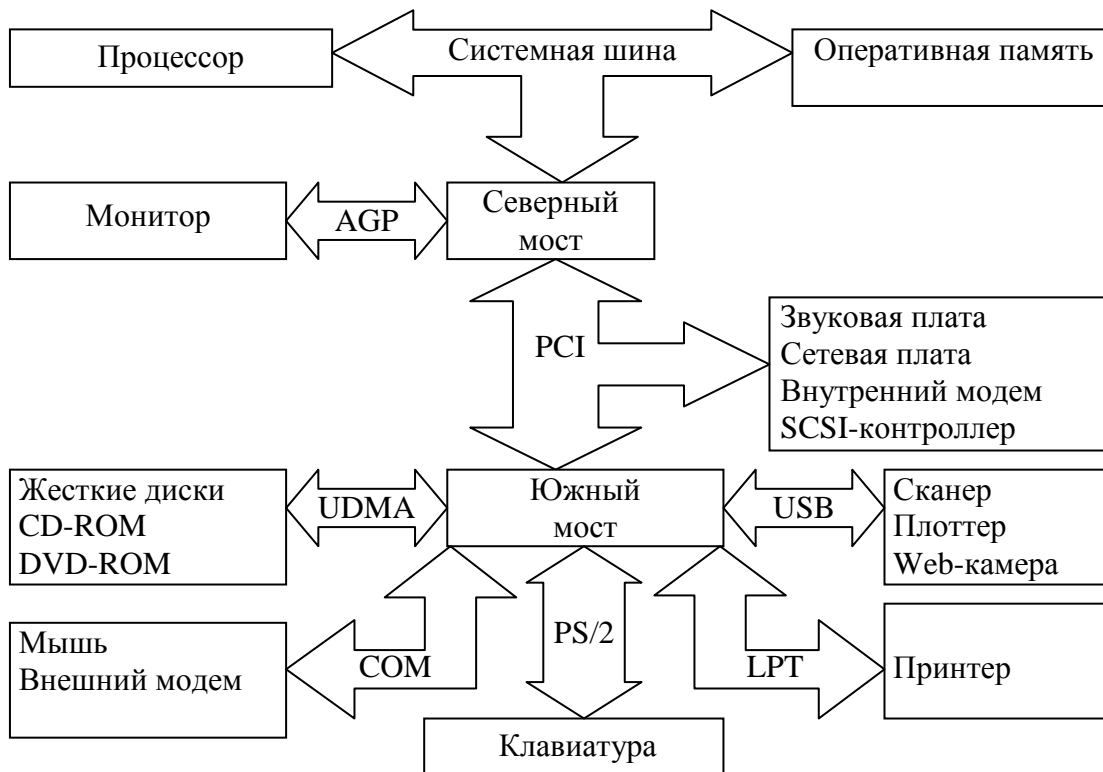 Процессор
Системная шина
Оперативная память
Монитор
AGP
Северный
мост
PCI
Звуковая плата
Сетевая плата
Внутренний модем
SCSI-контроллер
Жесткие диски
CD-ROM
DVD-ROM
UDMA
Южный
мост
USB
Сканер
Плоттер
Web-камера
Мышь
Внешний модем
COM
PS/2
LPT
Принтер
Клавиатура